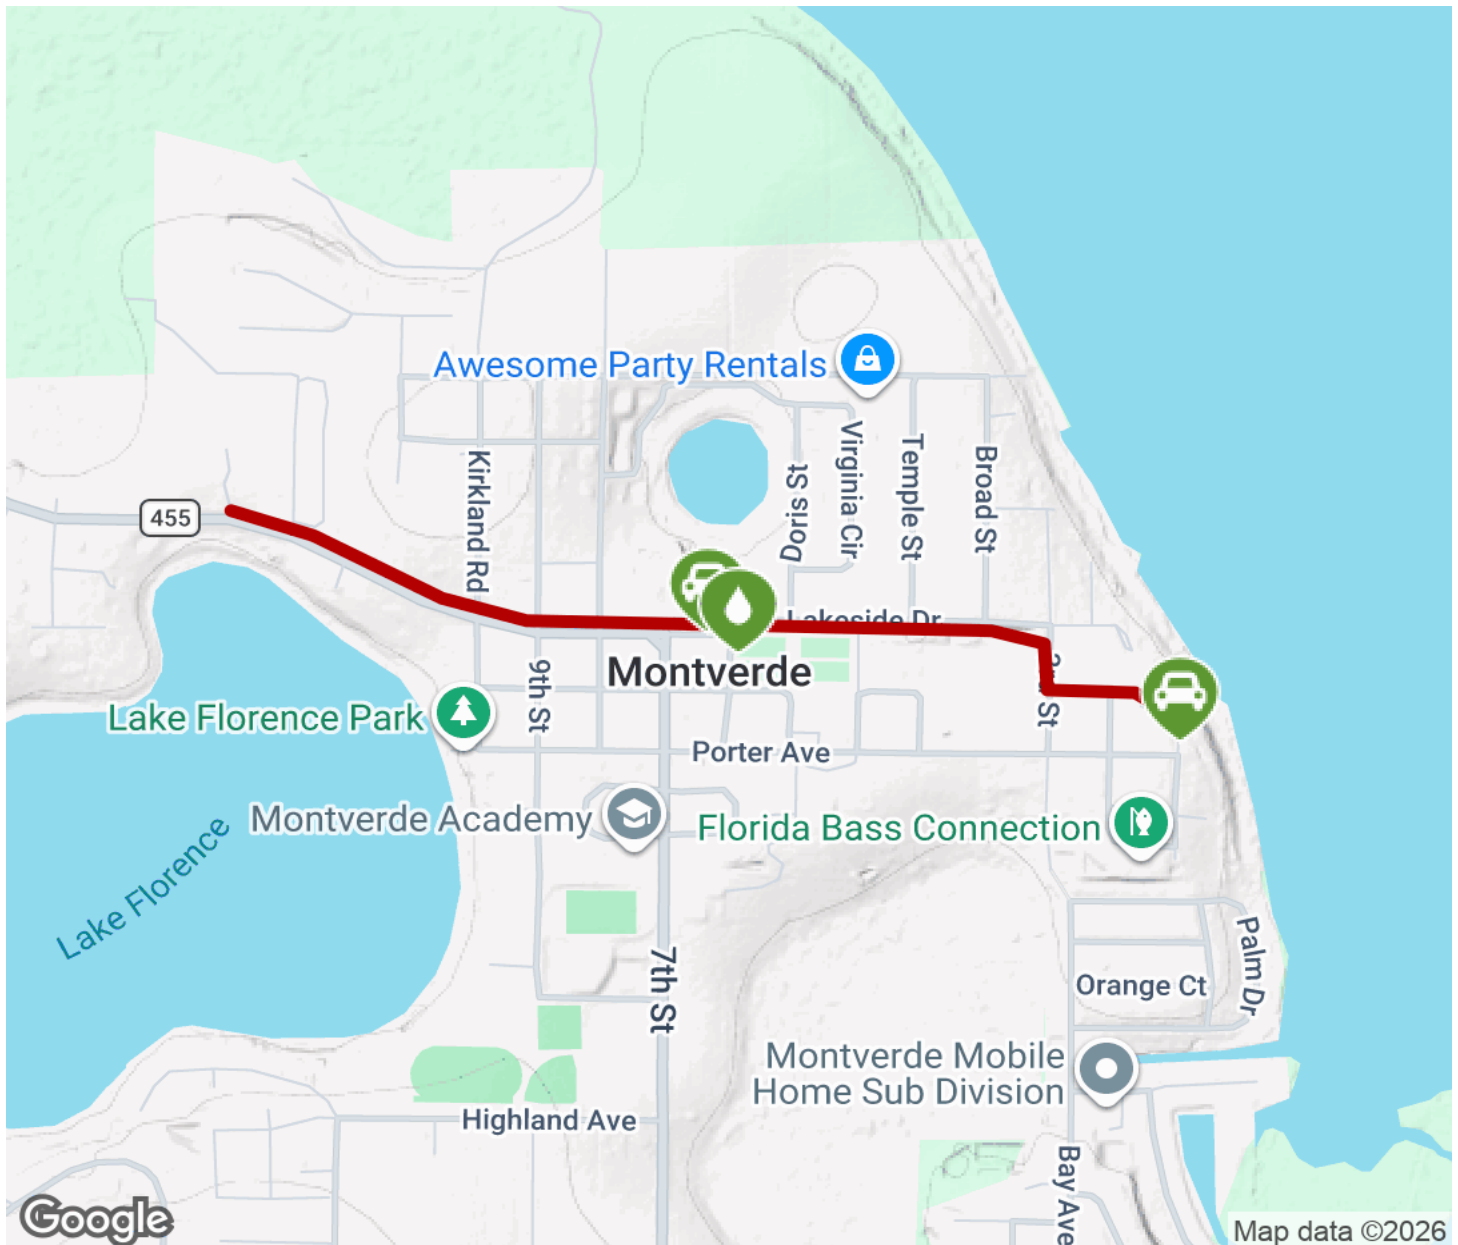 Awesome Party Rentals
Kirkland Rd
Doris St
Virginia Cir
Temple St
Broad St
455
Lakeside Dr
Montverde
9th St
St
Lake Florence Park
Porter Ave
Montverde Academy
Florida Bass Connection
Lake Florence
7th St
Palm Dr
Orange Ct
Montverde Mobile
Home Sub Division
Highland Ave
Bay Ave
Google
Map data ©2026